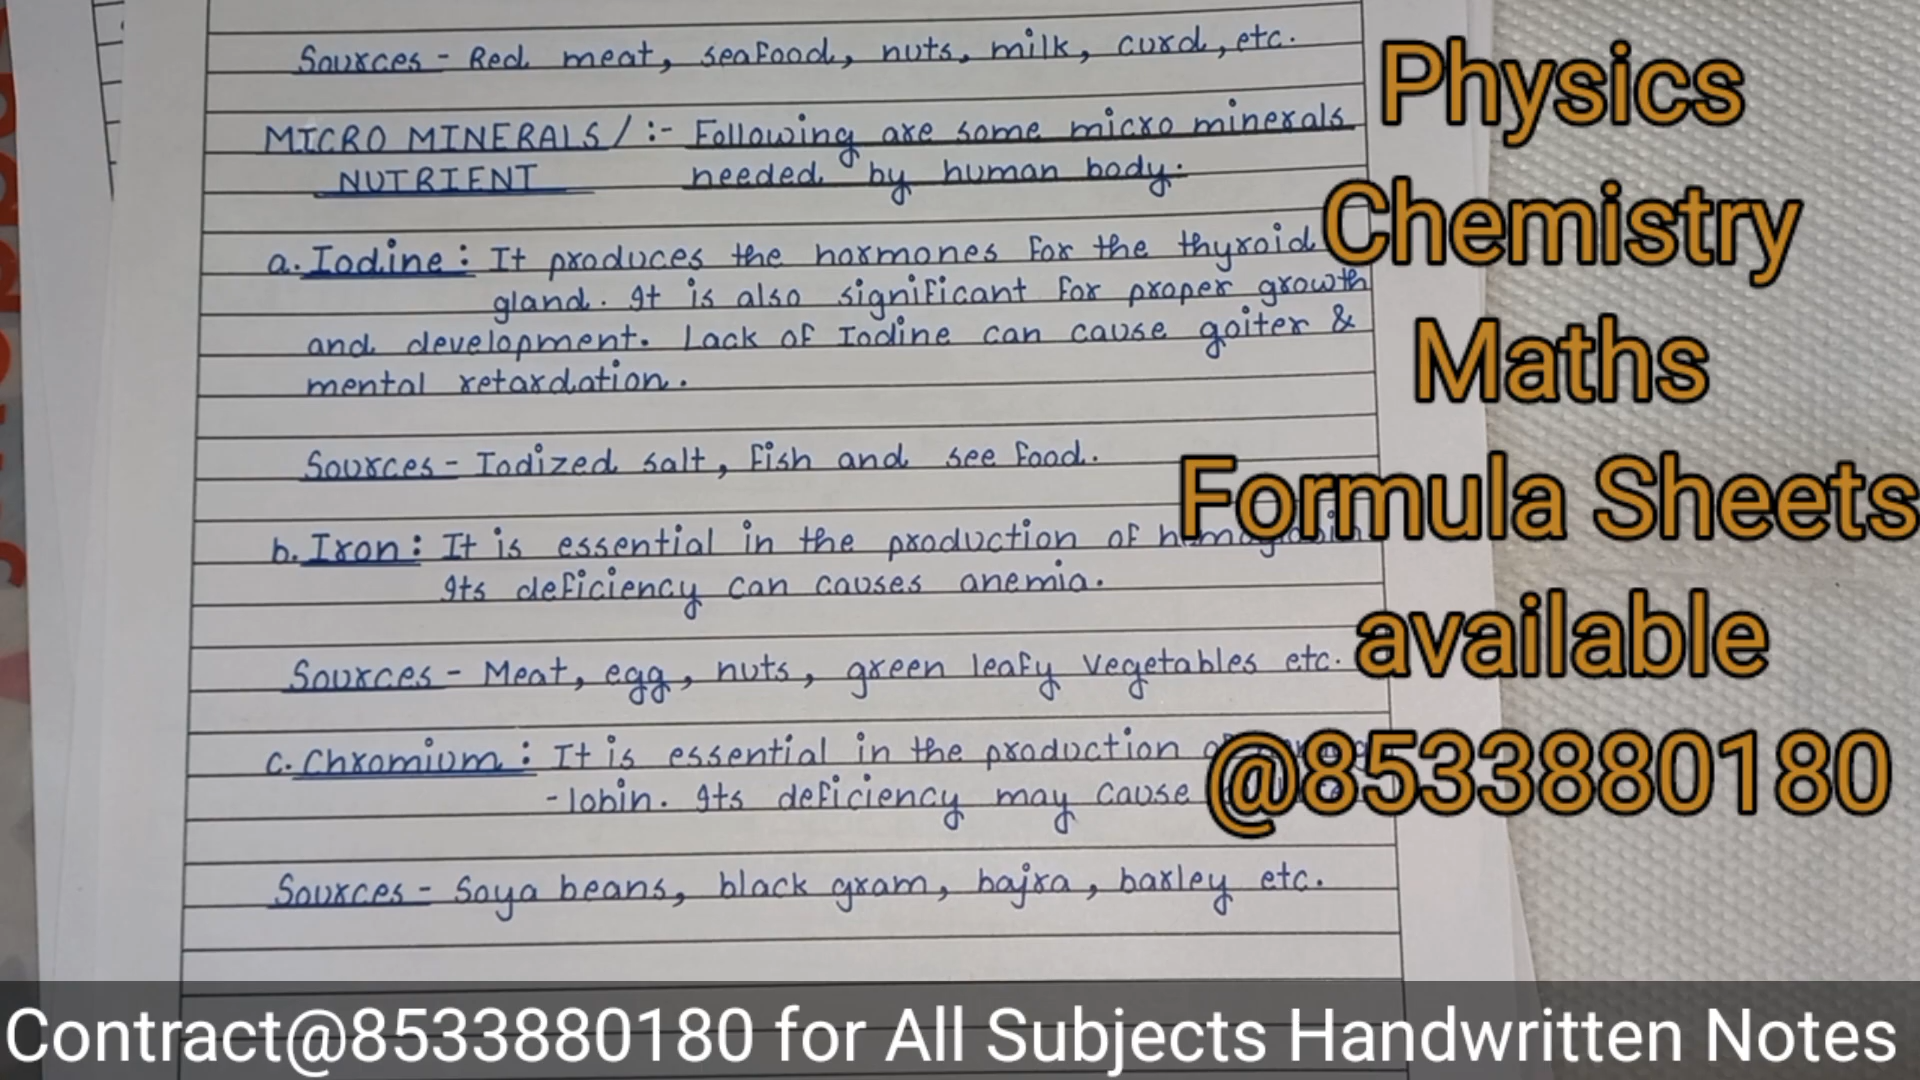 Sources - Red meat, seafood, nuts, milk, curd, etc.
MICRO MINERALS/ :- Following are some micro minerals
NUTRIENT needed by human body.
a. Iodine : It produces the hormones for the thyroid
gland. It is also significant for proper growth
and development. Lack of Iodine can cause goiter &
mental retardation.
Sources - Iodized salt, fish and see food.
b. Iron : It is essential in the production of
Its deficiency can causes anemia.
Sources - Meat, egg, nuts, green leafy vegetables etc.
c. Chromium : It is essential in the production
-lobin. Its deficiency may cause
Sources - Soya beans, black gram, bajra, barley etc.
Physics
Chemistry
Maths
Formula Sheets
available
@8533880180
Contract@8533880180 for All Subjects Handwritten Notes